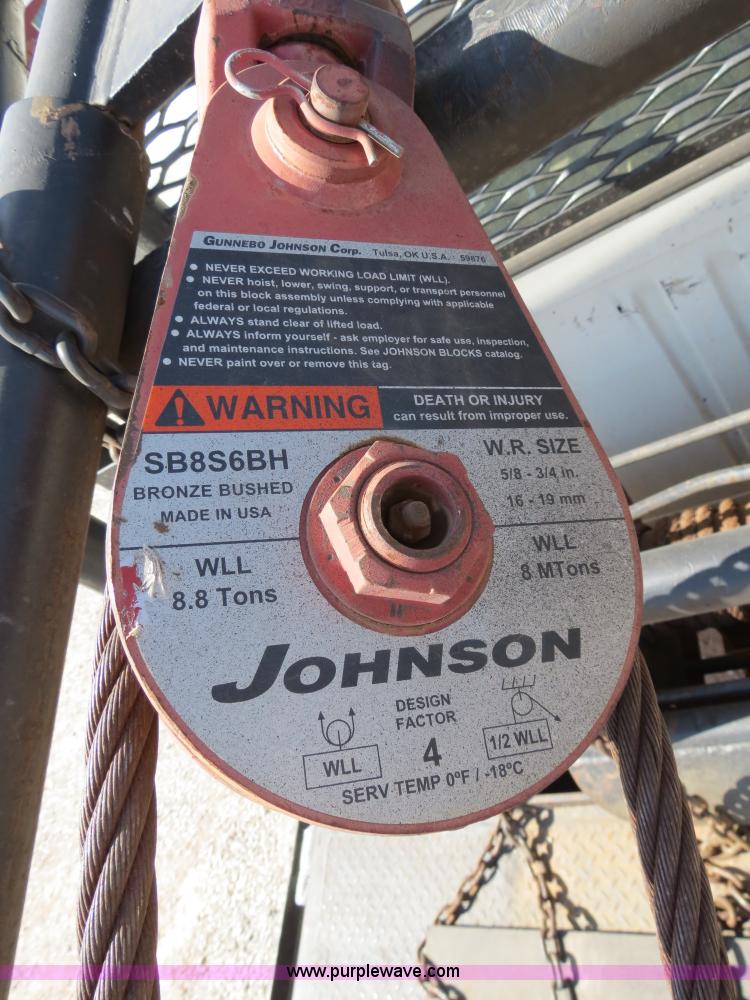 GUNNEBO JOHNSON Corp. Tulsa, OK U.S.A. 59876
• NEVER EXCEED WORKING LOAD LIMIT (WLL).
• NEVER hoist, lower, swing, support, or transport personnel
on this block assembly unless complying with applicable
federal or local regulations.
• ALWAYS stand clear of lifted load.
• ALWAYS inform yourself - ask employer for safe use, inspection,
and maintenance instructions. See JOHNSON BLOCKS catalog.
• NEVER paint over or remove this tag.
WARNING
DEATH OR INJURY
can result from improper use.
SB8S6BH
BRONZE BUSHED
MADE IN USA
W.R. SIZE
5/8 - 3/4 in.
16 - 19 mm
WLL
8.8 Tons
WLL
8 MTons
JOHNSON
DESIGN
FACTOR
4
WLL
1/2 WLL
SERV TEMP 0°F / -18°C
www.purplewave.com